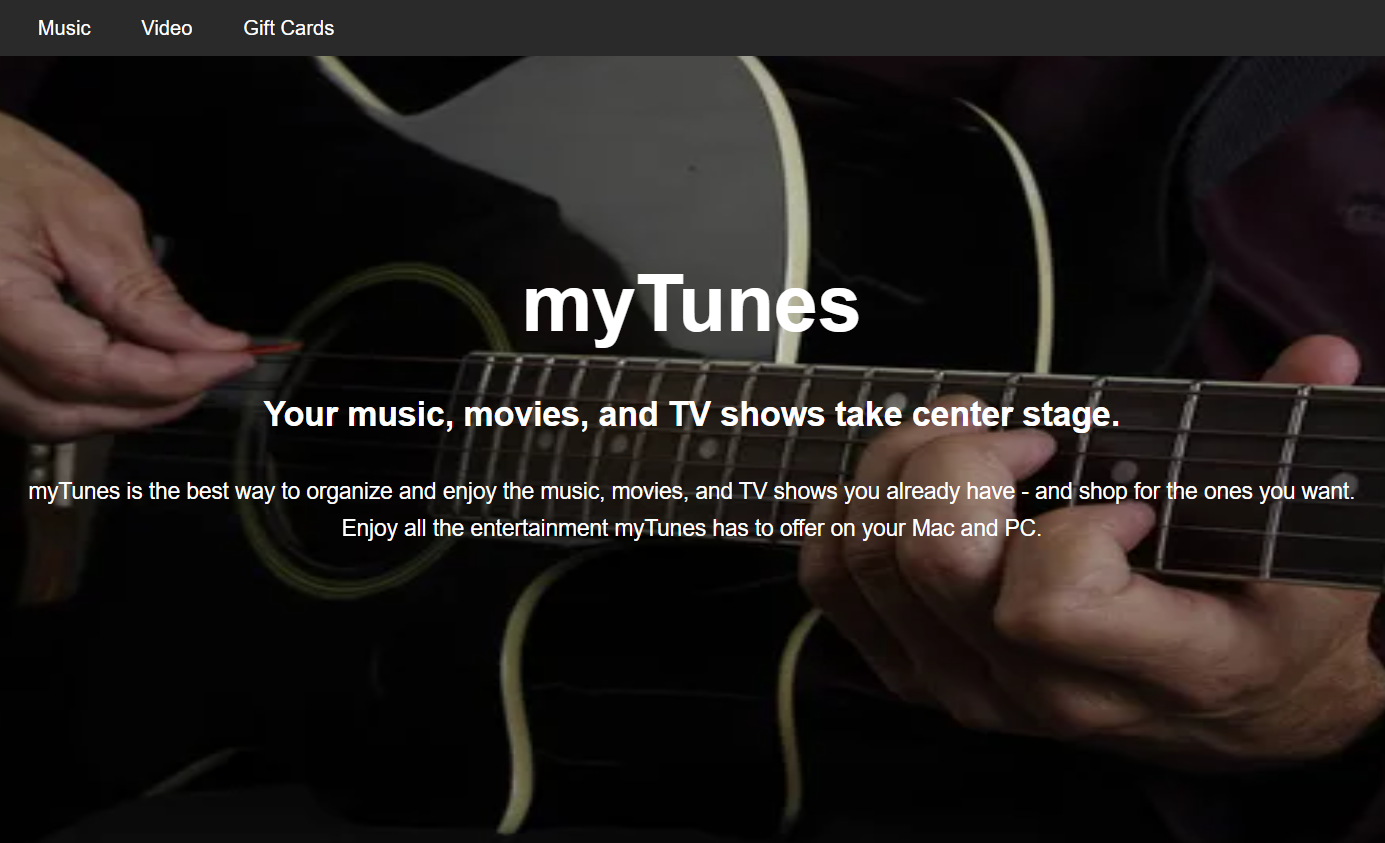 Music Video Gift Cards
myTunes
Your music, movies, and TV shows take center stage.
myTunes is the best way to organize and enjoy the music, movies, and TV shows you already have - and shop for the ones you want.
Enjoy all the entertainment myTunes has to offer on your Mac and PC.